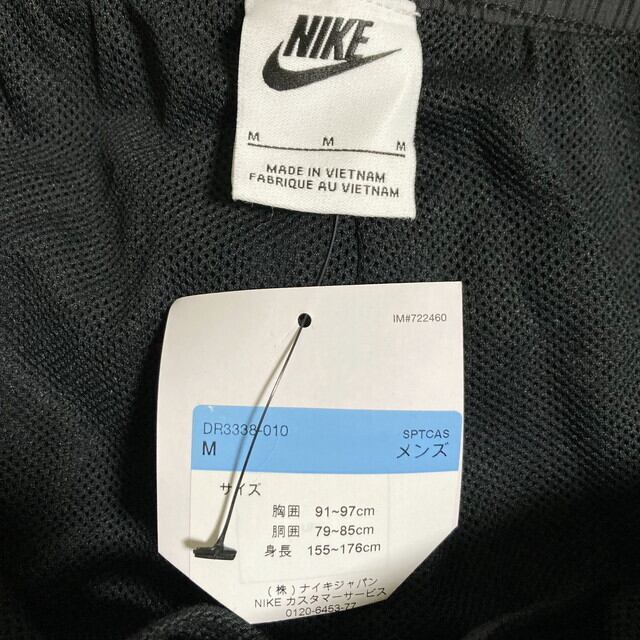 NIKE
M M M
MADE IN VIETNAM
FABRIQUE AU VIETNAM
IM#722460
DR3338-010 SPTCAS
M メンズ
サイズ
胸囲 91~97cm
胴囲 79~85cm
身長 155~176cm
(株)ナイキジャパン
NIKE カスタマーサービス
0120-6453-77